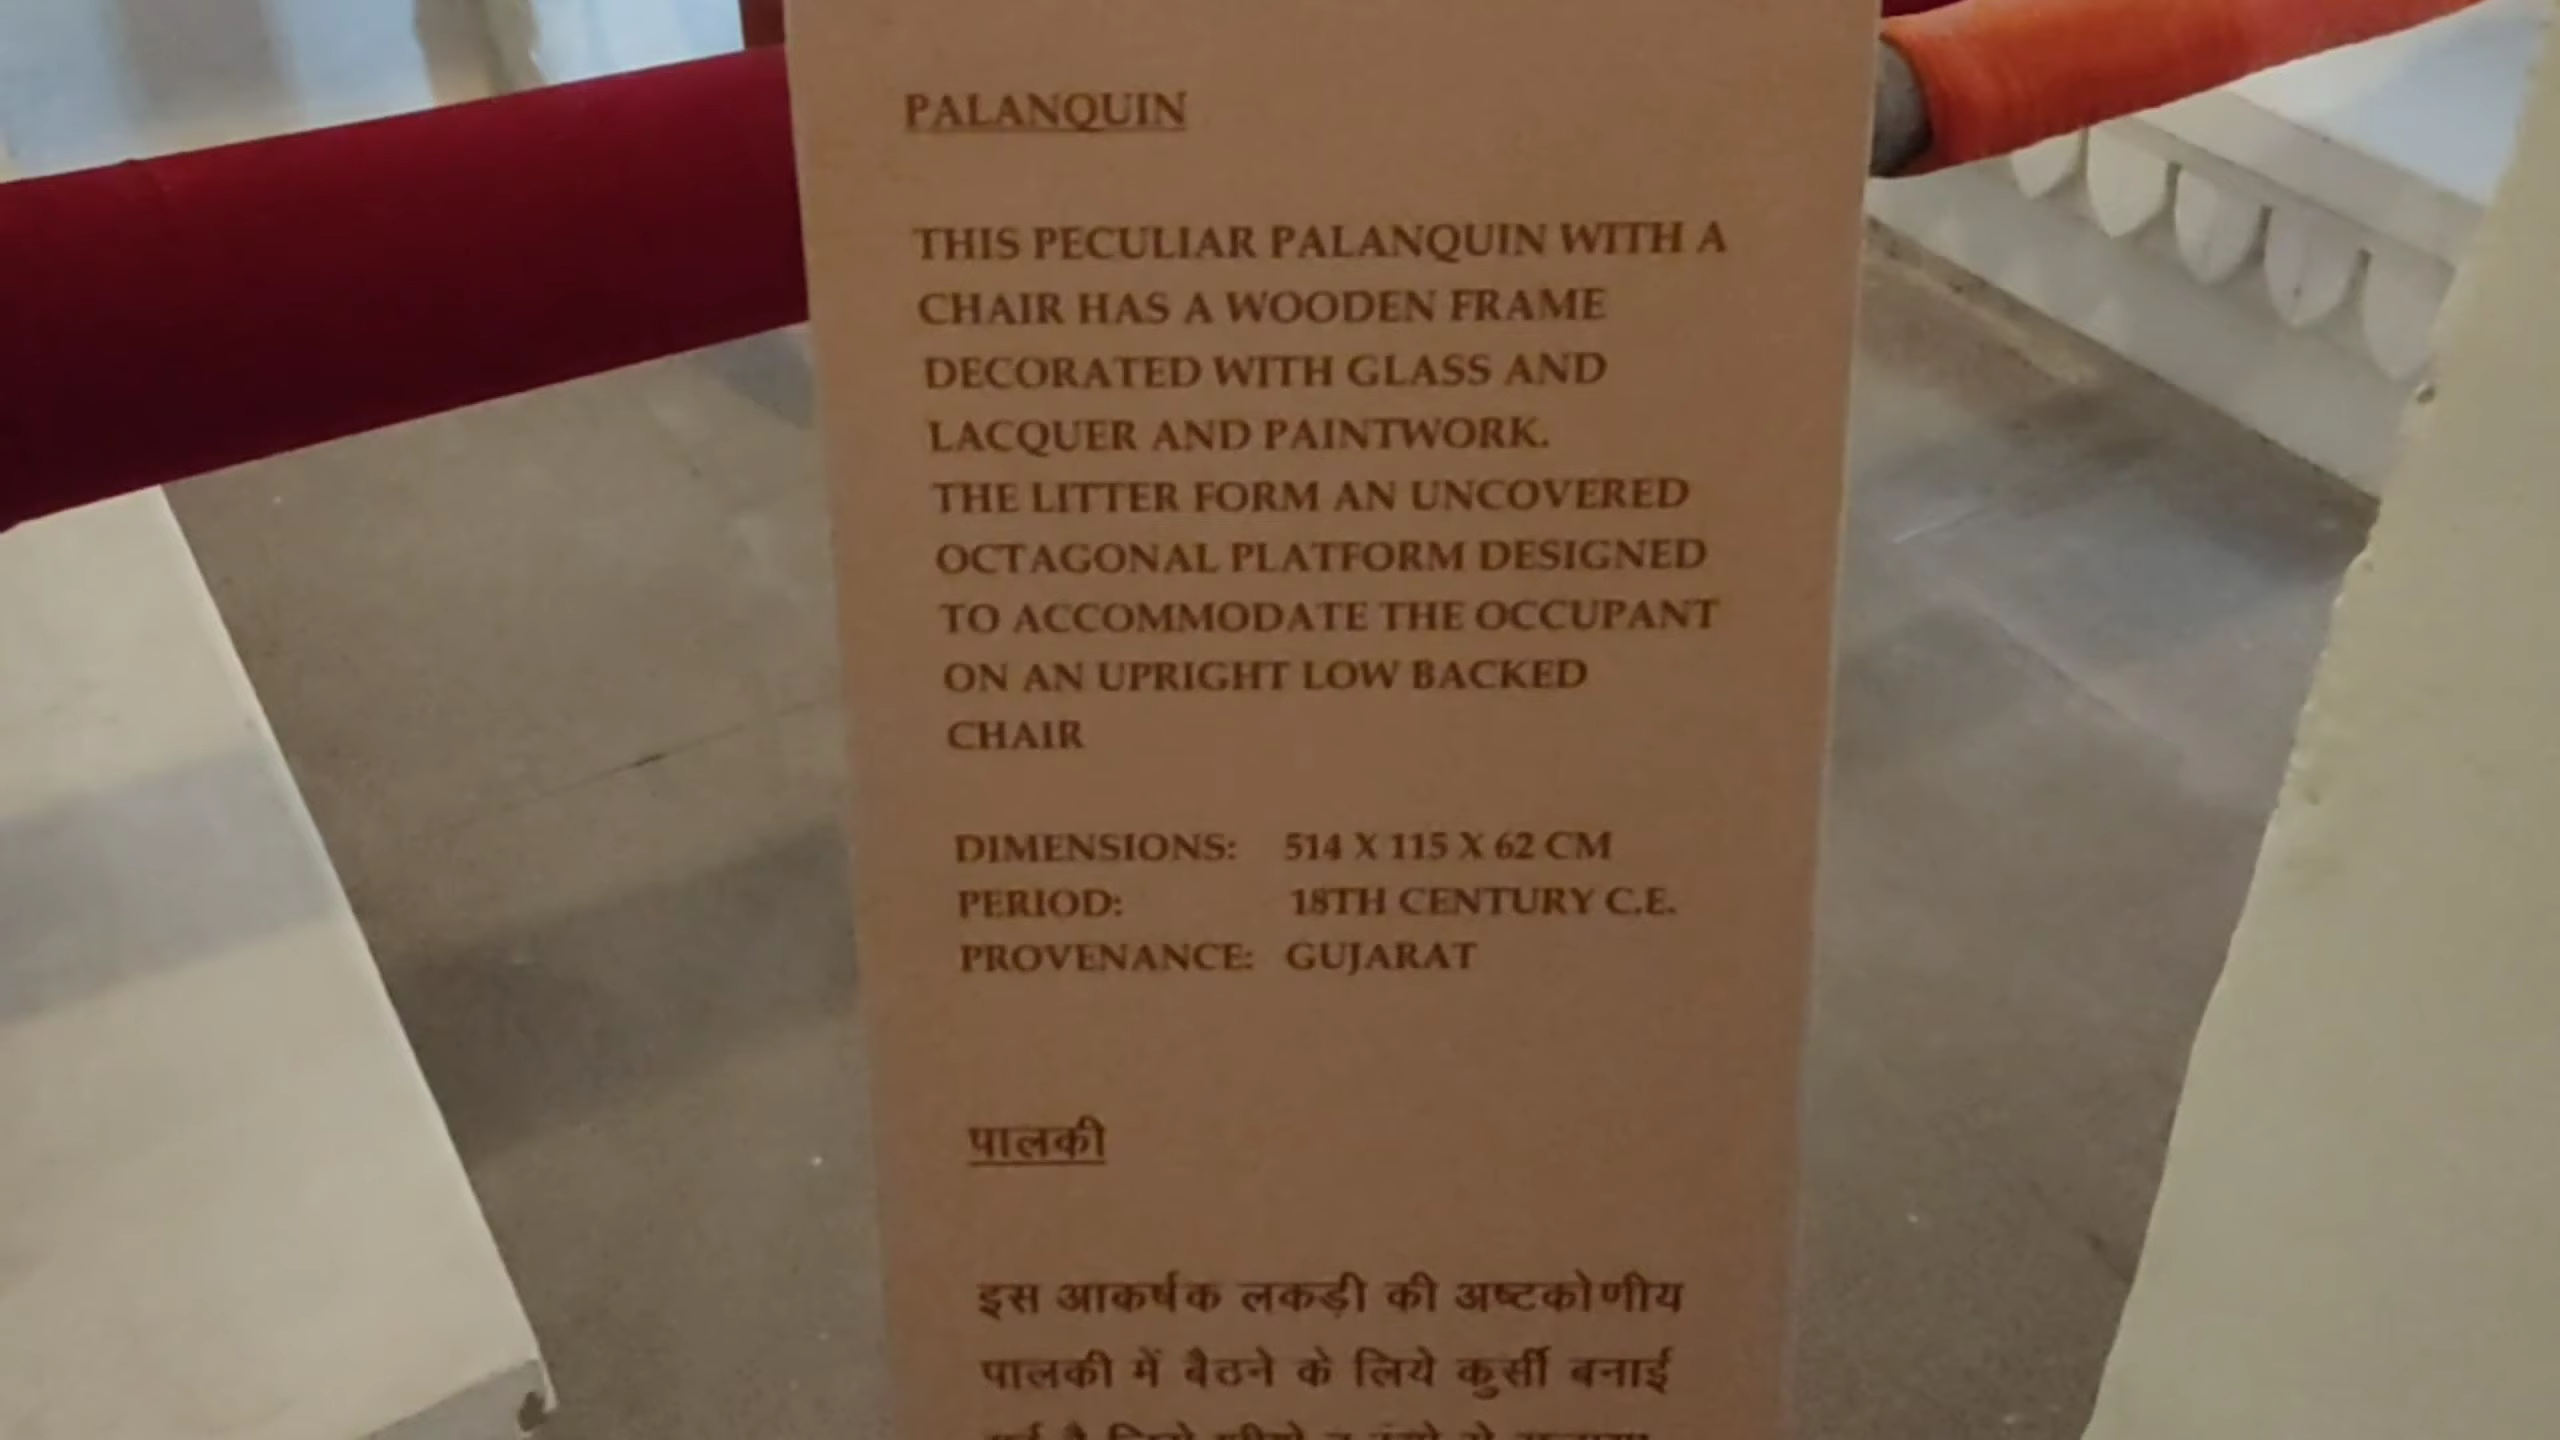 PALANQUIN
THIS PECULIAR PALANQUIN WITH A
CHAIR HAS A WOODEN FRAME
DECORATED WITH GLASS AND
LACQUER AND PAINTWORK.
THE LITTER FORM AN UNCOVERED
OCTAGONAL PLATFORM DESIGNED
TO ACCOMMODATE THE OCCUPANT
ON AN UPRIGHT LOW BACKED
CHAIR
DIMENSIONS: 514 X 115 X 62 CM
PERIOD: 18TH CENTURY C.E.
PROVENANCE: GUJARAT
पालकी
इस आकर्षक लकड़ी की अष्टकोणीय
पालकी में बैठने के लिये कुर्सी बनाई